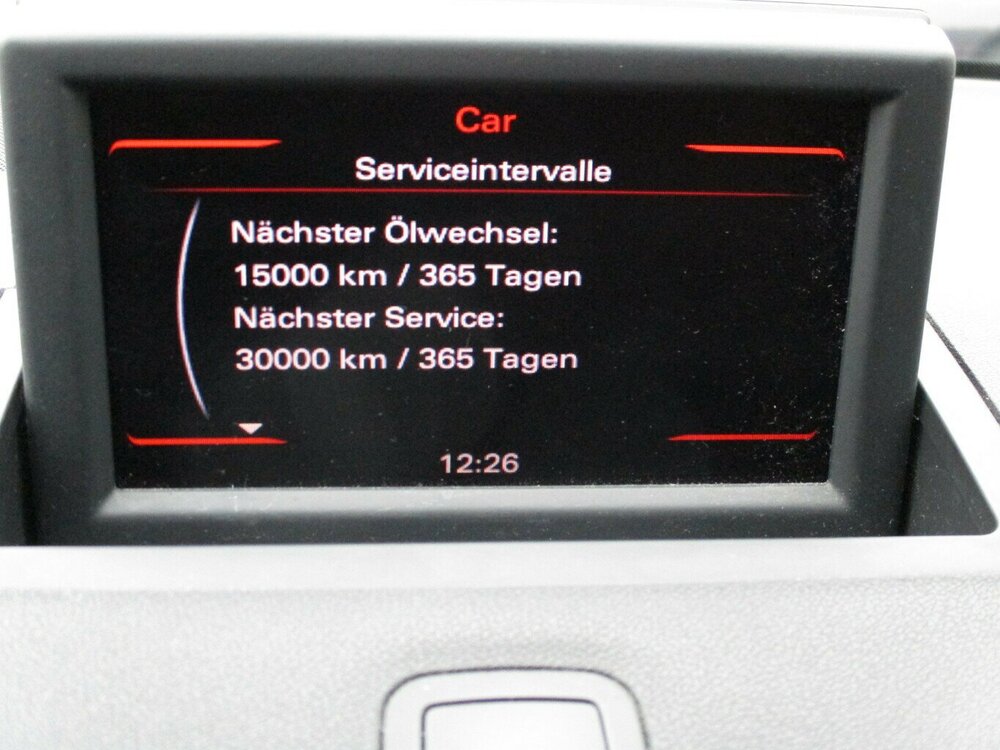 Car
Serviceintervalle
Nächster Ölwechsel:
15000 km / 365 Tagen
Nächster Service:
30000 km / 365 Tagen
12:26